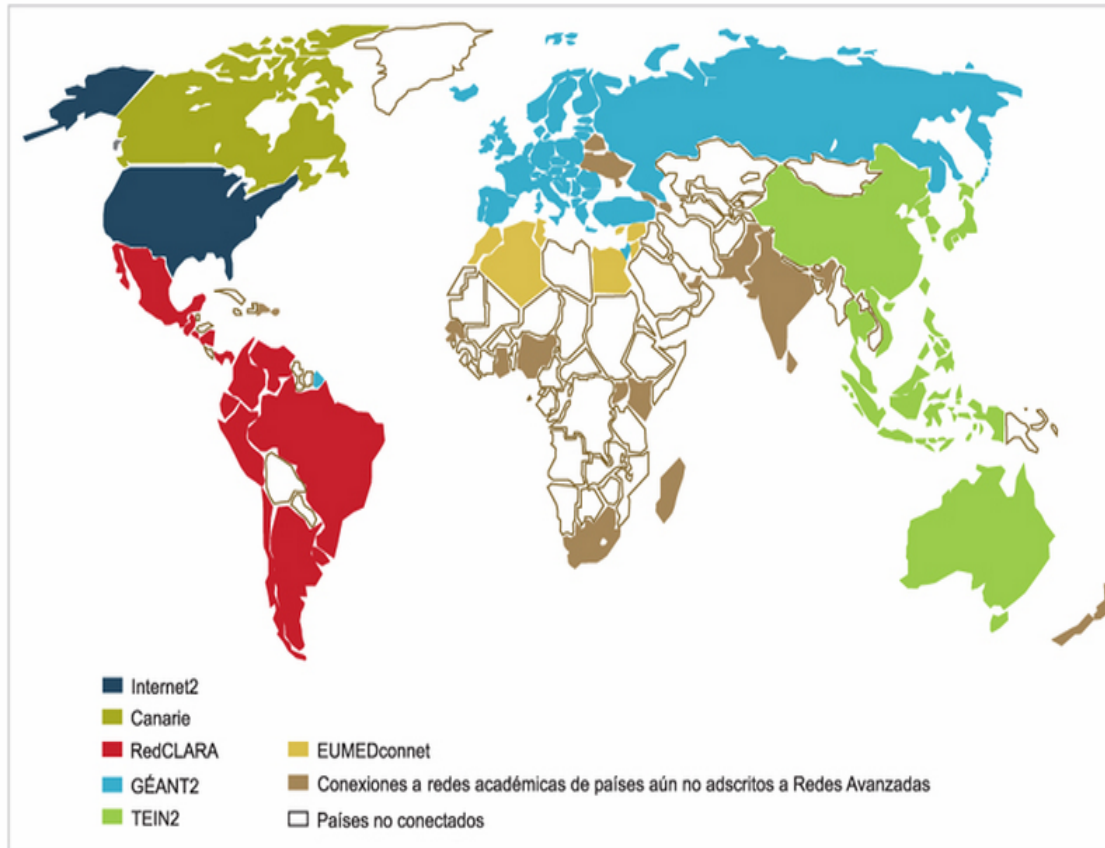 Internet2
Canarie
RedCLARA
GÉANT2
TEIN2
EUMEDconnet
Conexiones a redes académicas de países aún no adscritos a Redes Avanzadas
Países no conectados